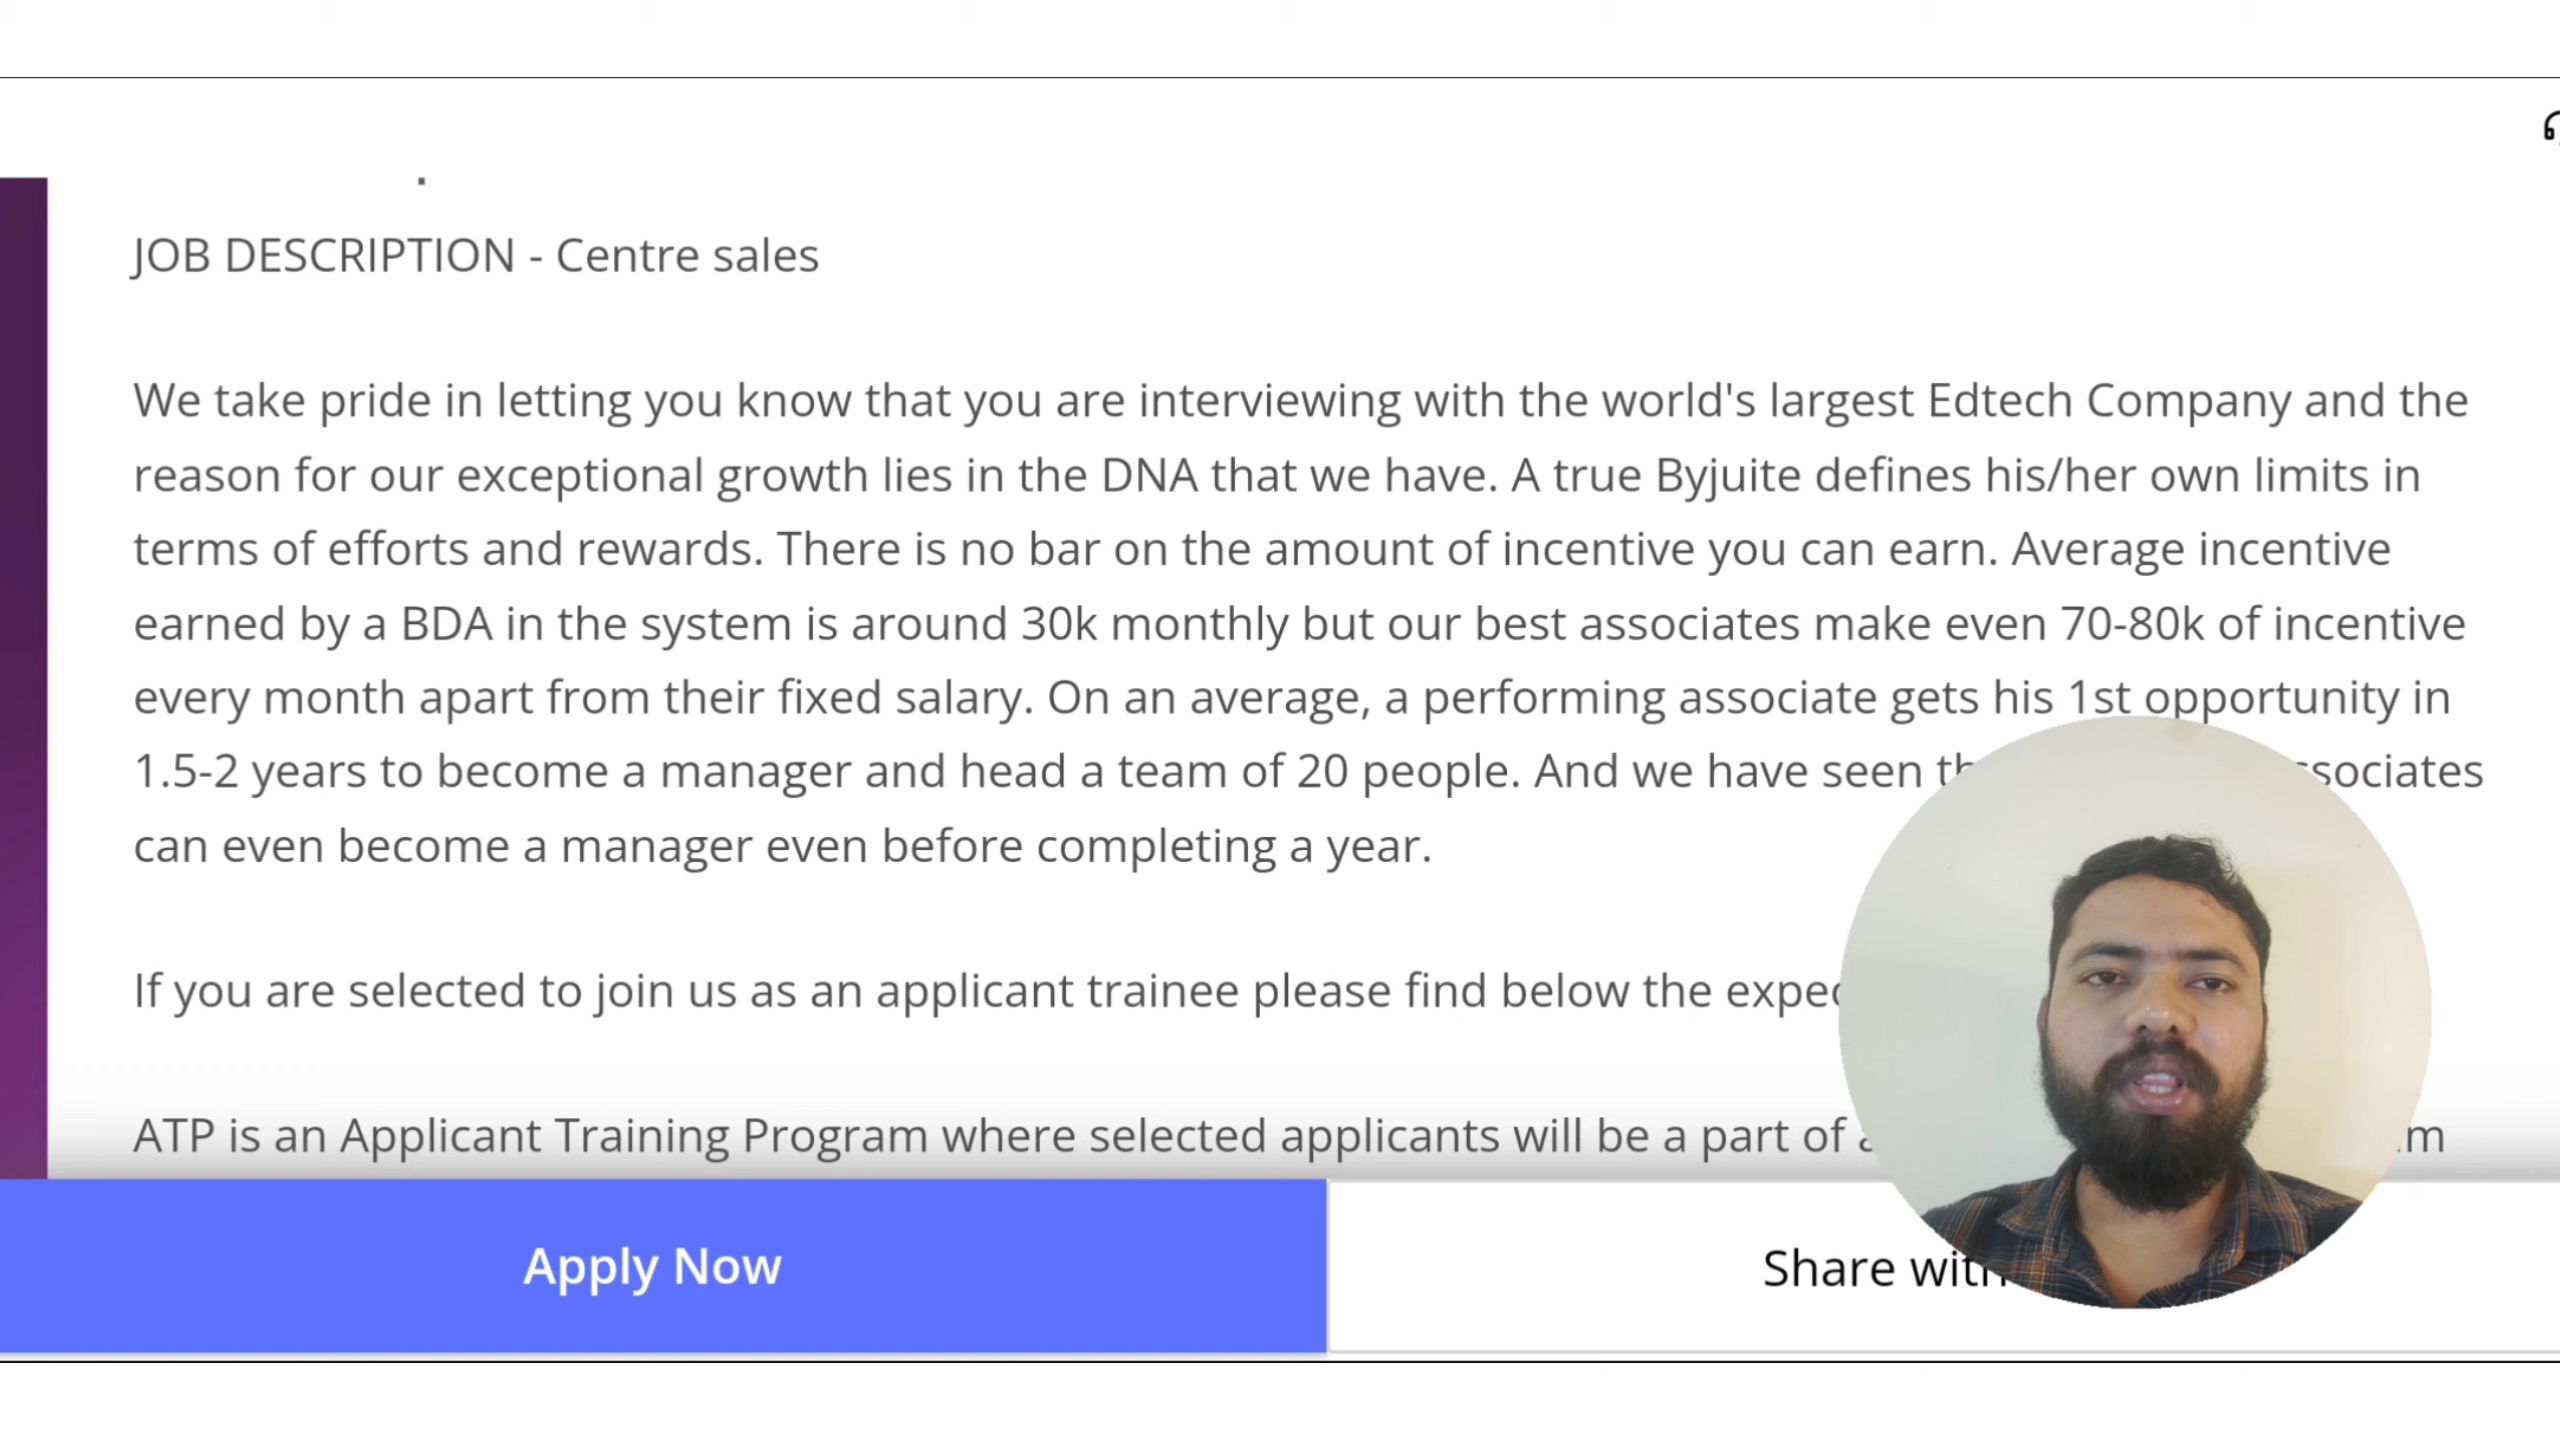 JOB DESCRIPTION - Centre sales
We take pride in letting you know that you are interviewing with the world's largest Edtech Company and the
reason for our exceptional growth lies in the DNA that we have. A true Byjuite defines his/her own limits in
terms of efforts and rewards. There is no bar on the amount of incentive you can earn. Average incentive
earned by a BDA in the system is around 30k monthly but our best associates make even 70-80k of incentive
every month apart from their fixed salary. On an average, a performing associate gets his 1st opportunity in
1.5-2 years to become a manager and head a team of 20 people. And we have seen
can even become a manager even before completing a year.
If you are selected to join us as an applicant trainee please find below the
ATP is an Applicant Training Program where selected applicants will be a part of
Apply Now
Share with